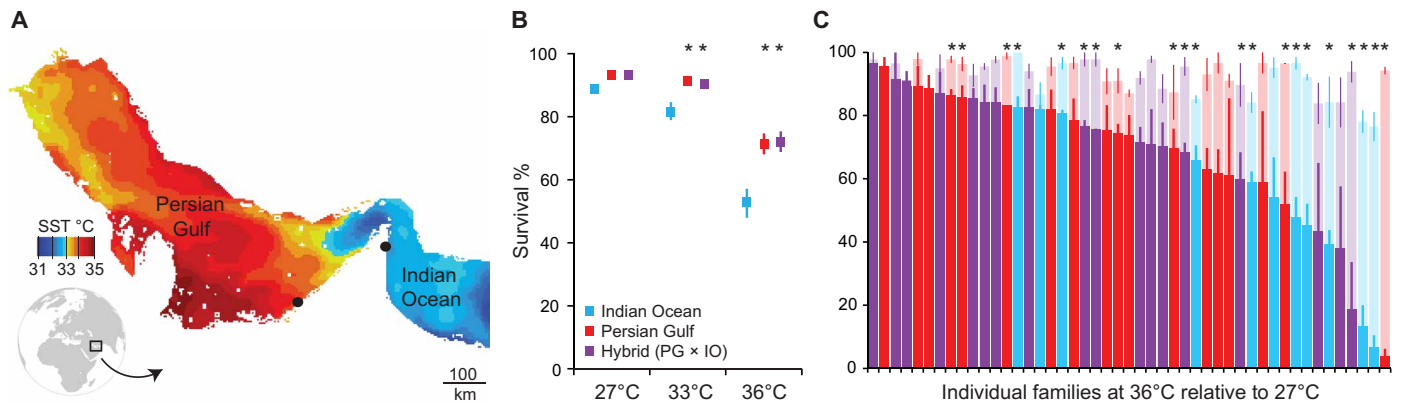 A
Persian
Gulf
SST °C
31 33 35
Indian
Ocean
100
km
B
Survival %
100
80
60
40
20
0
* *
* *
Indian Ocean
Persian Gulf
Hybrid (PG × IO)
27°C 33°C 36°C
C
100
80
60
40
20
0
** ** * ** * *** ** *** * ****
Individual families at 36°C relative to 27°C